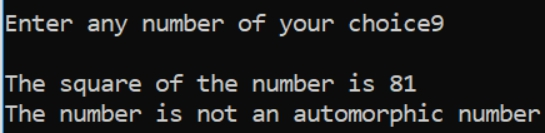 Enter any number of your choice9
The square of the number is 81
The number is not an automorphic number